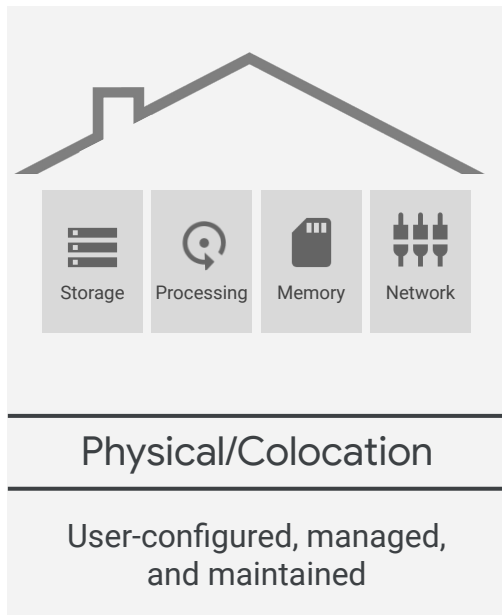 Storage
Processing
Memory
Network
Physical/Colocation
User-configured, managed,
and maintained